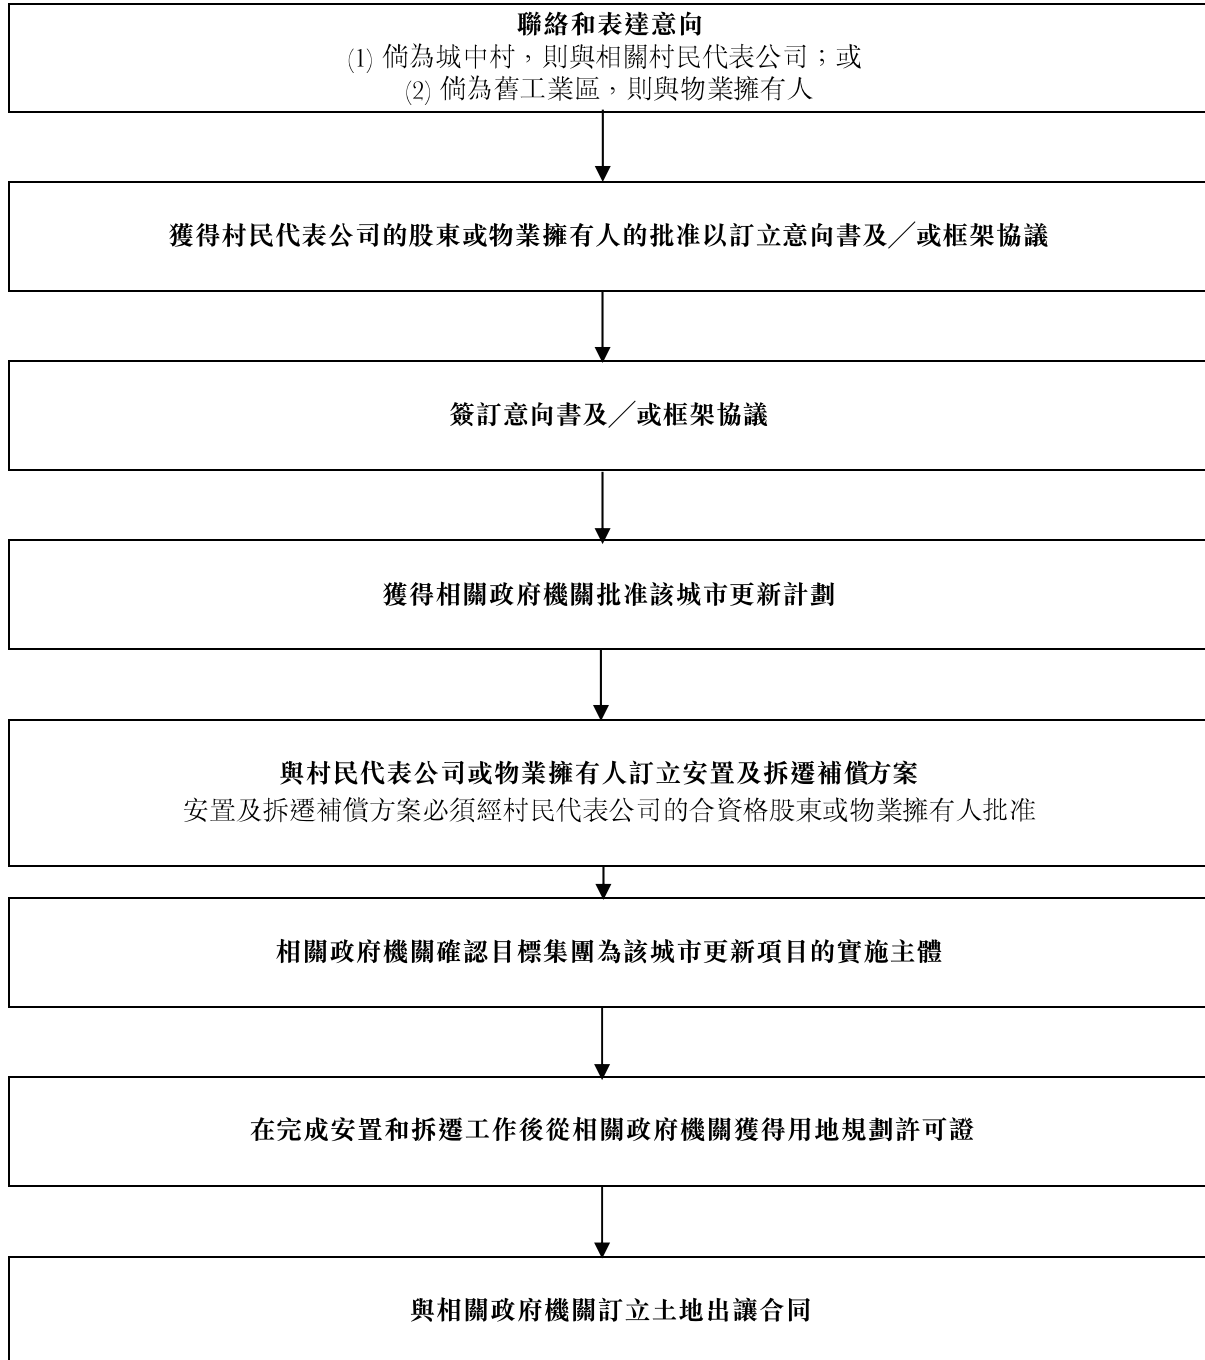 聯絡和表達意向
(1) 倘為城中村，則與相關村民代表公司；或
(2) 倘為舊工業區，則與物業擁有人
獲得村民代表公司的股東或物業擁有人的批准以訂立意向書及╱或框架協議
簽訂意向書及╱或框架協議
獲得相關政府機關批准該城市更新計劃
與村民代表公司或物業擁有人訂立安置及拆遷補償方案
安置及拆遷補償方案必須經村民代表公司的合資格股東或物業擁有人批准
相關政府機關確認目標集團為該城市更新項目的實施主體
在完成安置和拆遷工作後從相關政府機關獲得用地規劃許可證
與相關政府機關訂立土地出讓合同